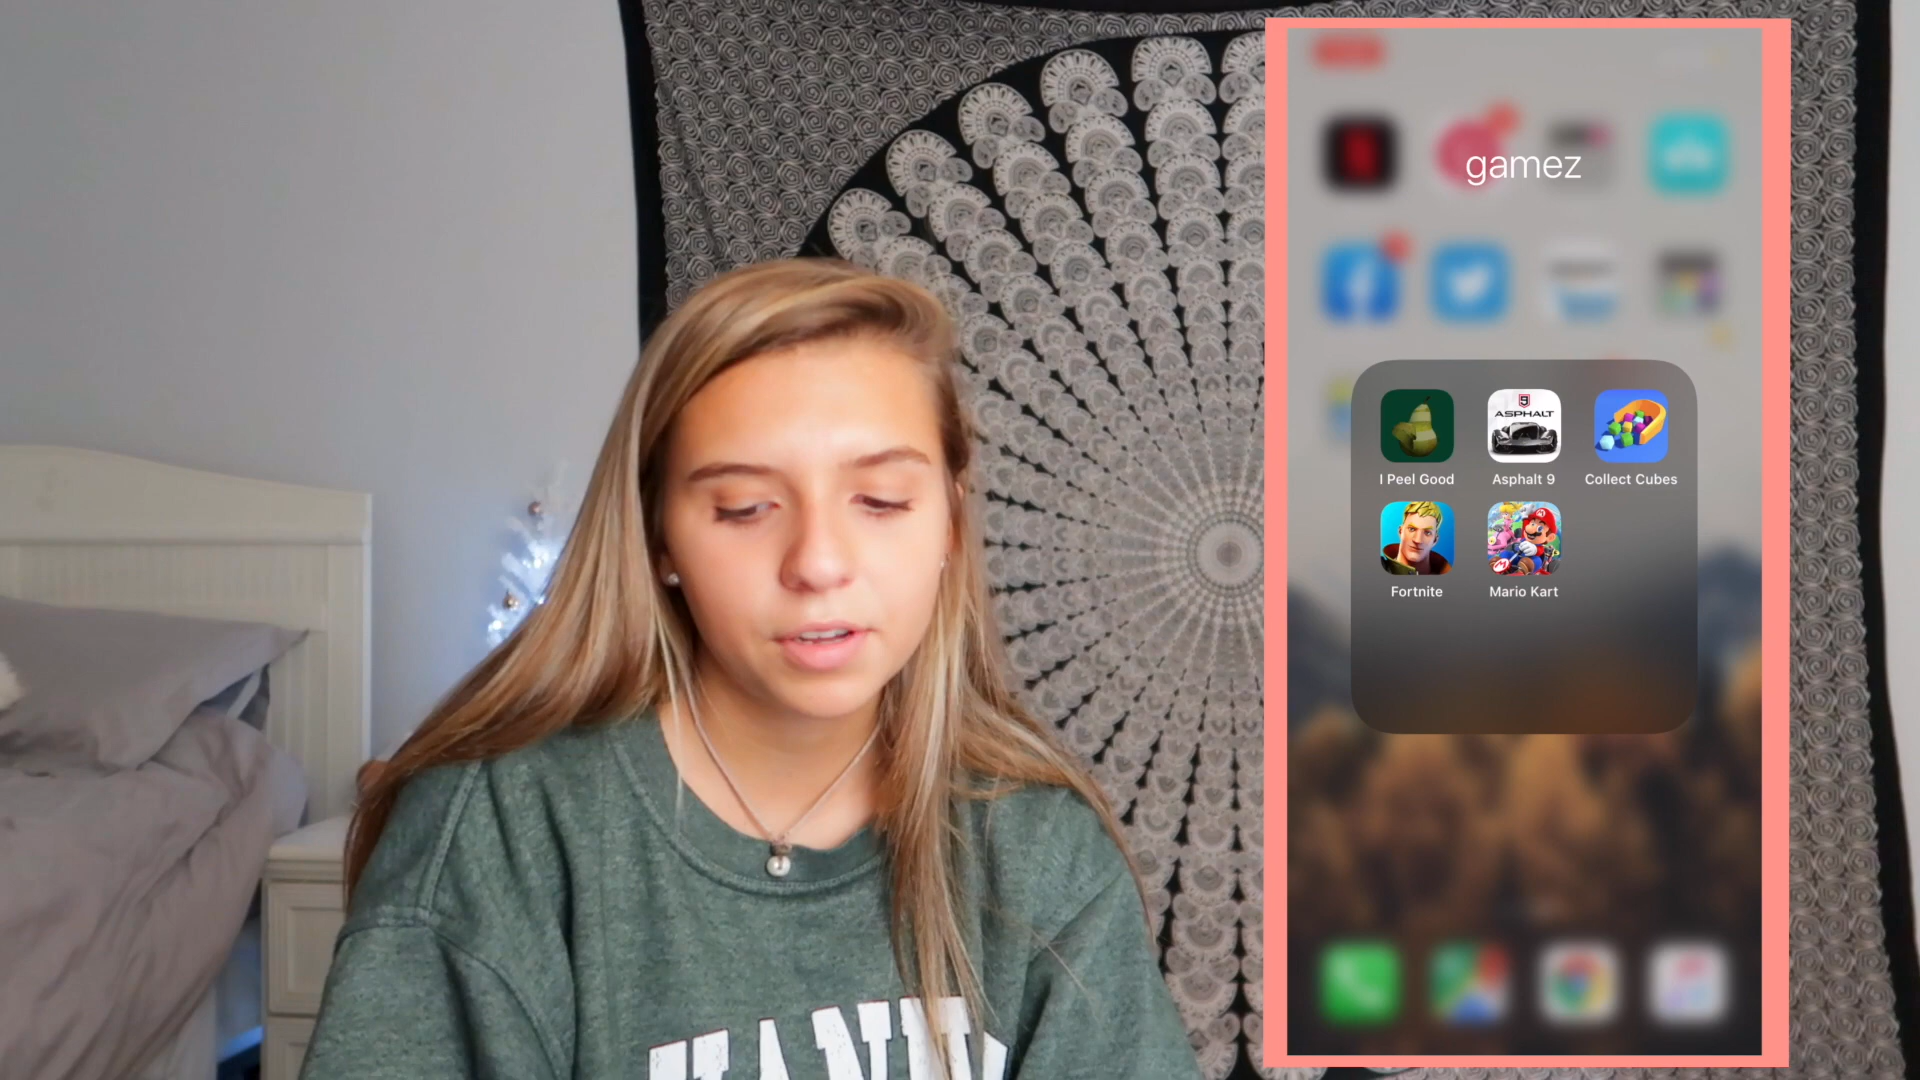 gamez
9
ASPHALT
I Peel Good
Asphalt 9
Collect Cubes
Fortnite
Mario Kart